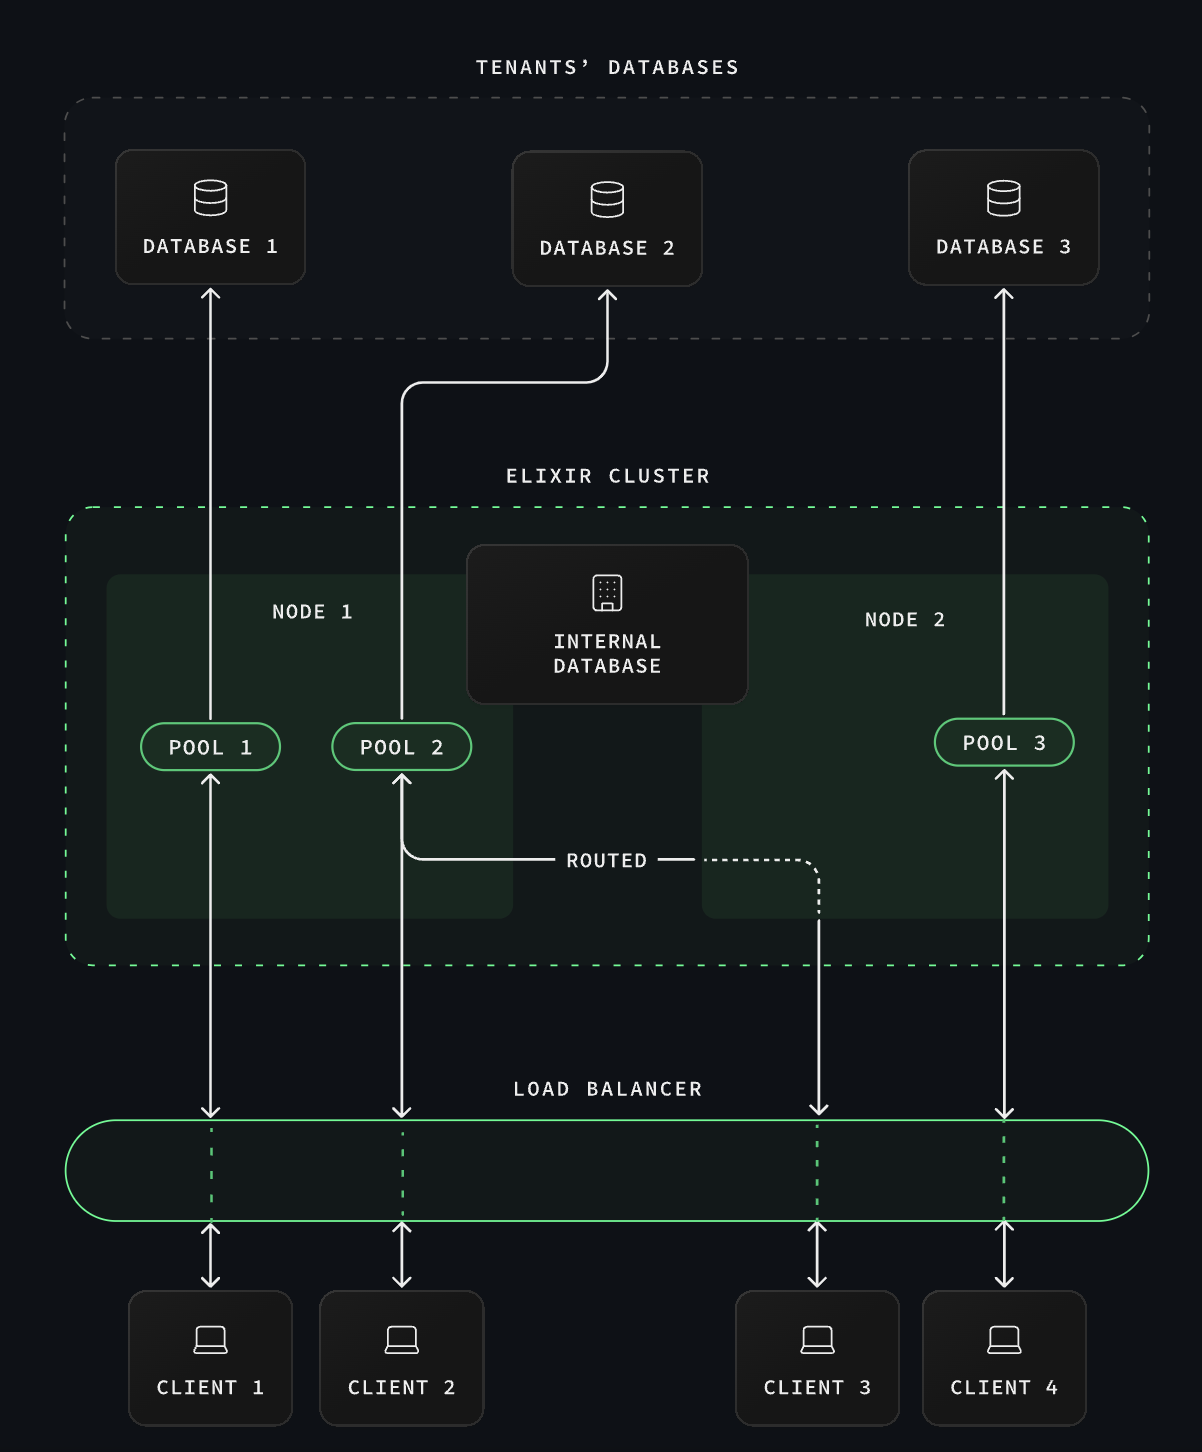 TENANTS’ DATABASES
DATABASE 1
DATABASE 2
DATABASE 3
ELIXIR CLUSTER
NODE 1
INTERNAL
DATABASE
NODE 2
POOL 1
POOL 2
POOL 3
ROUTED
LOAD BALANCER
CLIENT 1
CLIENT 2
CLIENT 3
CLIENT 4